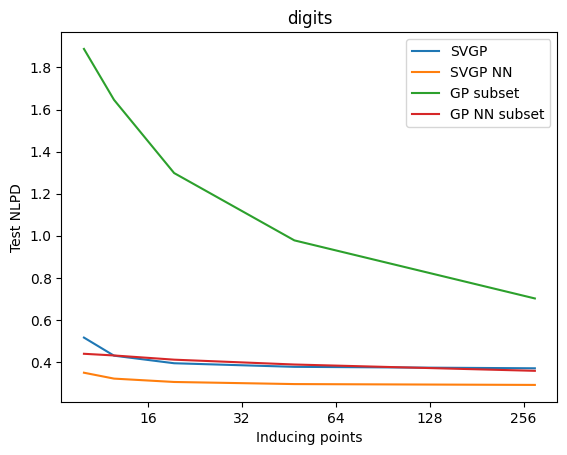 digits
SVGP
SVGP NN
GP subset
GP NN subset
Test NLPD
1.8
1.6
1.4
1.2
1.0
0.8
0.6
0.4
16 32 64 128 256
Inducing points